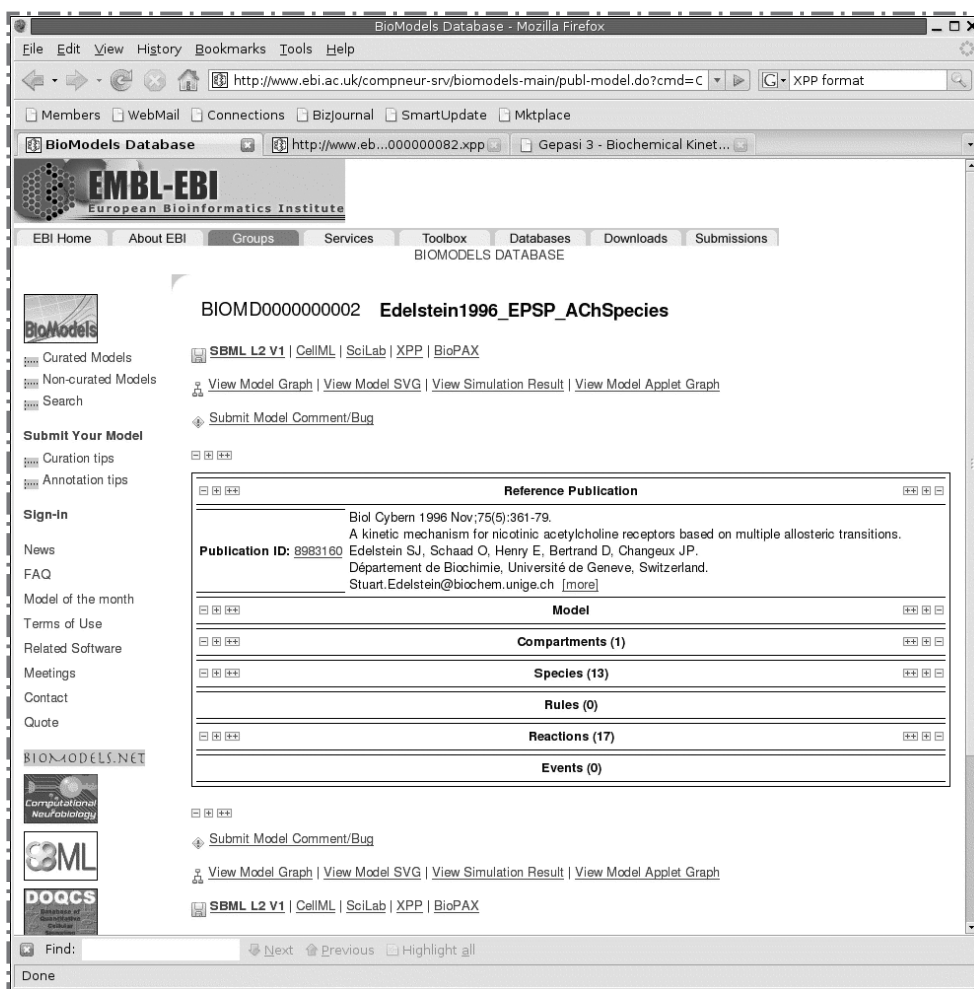 BioModels Database - Mozilla Firefox
File Edit View History Bookmarks Tools Help
http://www.ebi.ac.uk/compneur-srv/biomodels-main/publ-model.do?cmd=C G XPP format
Members WebMail Connections BizJournal SmartUpdate Mktplace
BioModels Database http://www.eb...000000082.xpp Gepasi 3 - Biochemical Kinet...
EMBL-EBI
European Bioinformatics Institute
EBI Home About EBI Groups Services Toolbox Databases Downloads Submissions
BIOMODELS DATABASE
BioModels
Curated Models
Non-curated Models
Search
Submit Your Model
Curation tips
Annotation tips
Sign-in
News
FAQ
Model of the month
Terms of Use
Related Software
Meetings
Contact
Quote
BIOMODELS.NET
Computational
Neurobiology
SBML
DOQCS
Database of
Quantitative
Cellular
Signaling
BIOMD0000000002 Edelstein1996_EPSP_AChSpecies
SBML L2 V1 | CellML | SciLab | XPP | BioPAX
View Model Graph | View Model SVG | View Simulation Result | View Model Applet Graph
Submit Model Comment/Bug
Reference Publication
Publication ID: 8983160
Biol Cybern 1996 Nov;75(5):361-79.
A kinetic mechanism for nicotinic acetylcholine receptors based on multiple allosteric transitions.
Edelstein SJ, Schaad O, Henry E, Bertrand D, Changeux JP.
Département de Biochimie, Université de Geneve, Switzerland.
Stuart.Edelstein@biochem.unige.ch [more]
Model
Compartments (1)
Species (13)
Rules (0)
Reactions (17)
Events (0)
Submit Model Comment/Bug
View Model Graph | View Model SVG | View Simulation Result | View Model Applet Graph
SBML L2 V1 | CellML | SciLab | XPP | BioPAX
Find: Next Previous Highlight all
Done